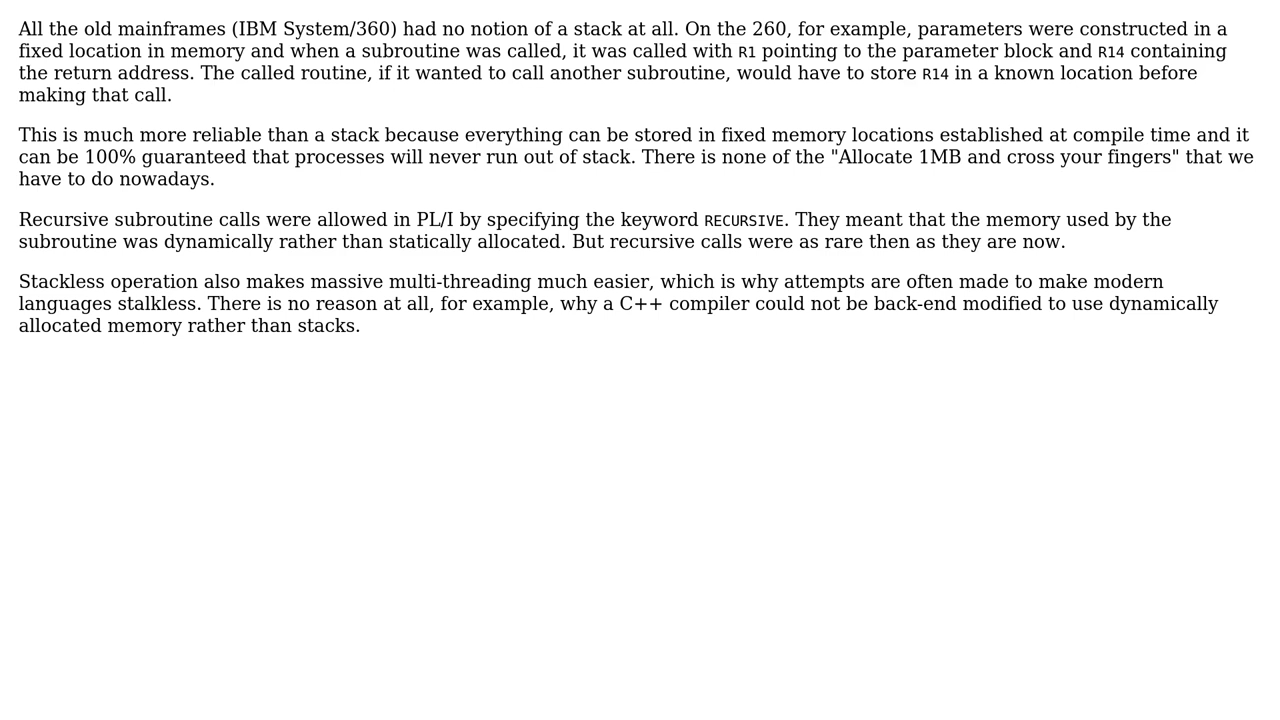 All the old mainframes (IBM System/360) had no notion of a stack at all. On the 260, for example, parameters were constructed in a
fixed location in memory and when a subroutine was called, it was called with R1 pointing to the parameter block and R14 containing
the return address. The called routine, if it wanted to call another subroutine, would have to store R14 in a known location before
making that call.
This is much more reliable than a stack because everything can be stored in fixed memory locations established at compile time and it
can be 100% guaranteed that processes will never run out of stack. There is none of the "Allocate 1MB and cross your fingers" that we
have to do nowadays.
Recursive subroutine calls were allowed in PL/I by specifying the keyword RECURSIVE. They meant that the memory used by the
subroutine was dynamically rather than statically allocated. But recursive calls were as rare then as they are now.
Stackless operation also makes massive multi-threading much easier, which is why attempts are often made to make modern
languages stalkless. There is no reason at all, for example, why a C++ compiler could not be back-end modified to use dynamically
allocated memory rather than stacks.